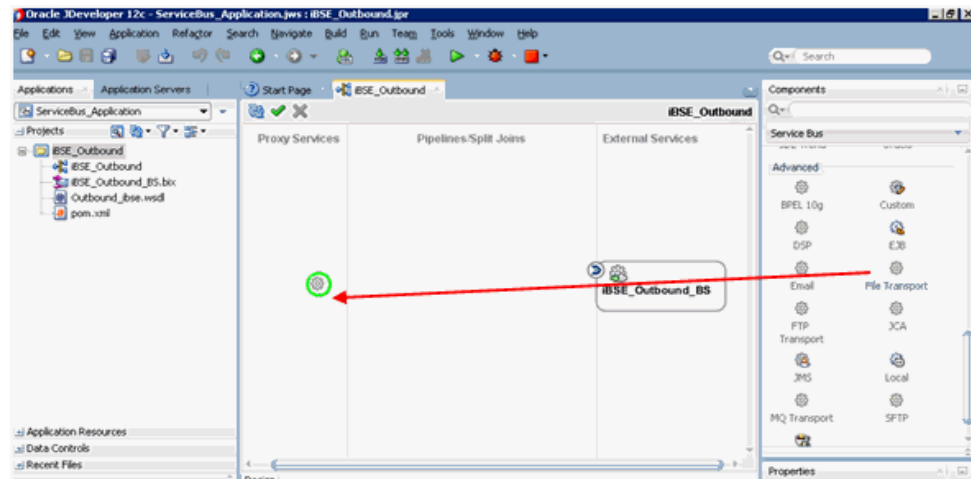 Oracle JDeveloper 12c - ServiceBus_Application.jws : iBSE_Outbound.jpr
File Edit View Application Refactor Search Navigate Build Run Team Tools Window Help
Search
Applications
Application Servers
Start Page
iBSE_Outbound
Components
ServiceBus_Application
iBSE_Outbound
Projects
Service Bus
iBSE_Outbound
iBSE_Outbound
iBSE_Outbound_BS.bix
Outbound_ibse.wsdl
pom.xml
Proxy Services
Pipelines/Split Joins
External Services
iBSE_Outbound_BS
Advanced
BPEL 10g
Custom
DSP
EJB
Email
File Transport
FTP Transport
JCA
JMS
Local
MQ Transport
SFTP
Application Resources
Data Controls
Recent Files
Properties